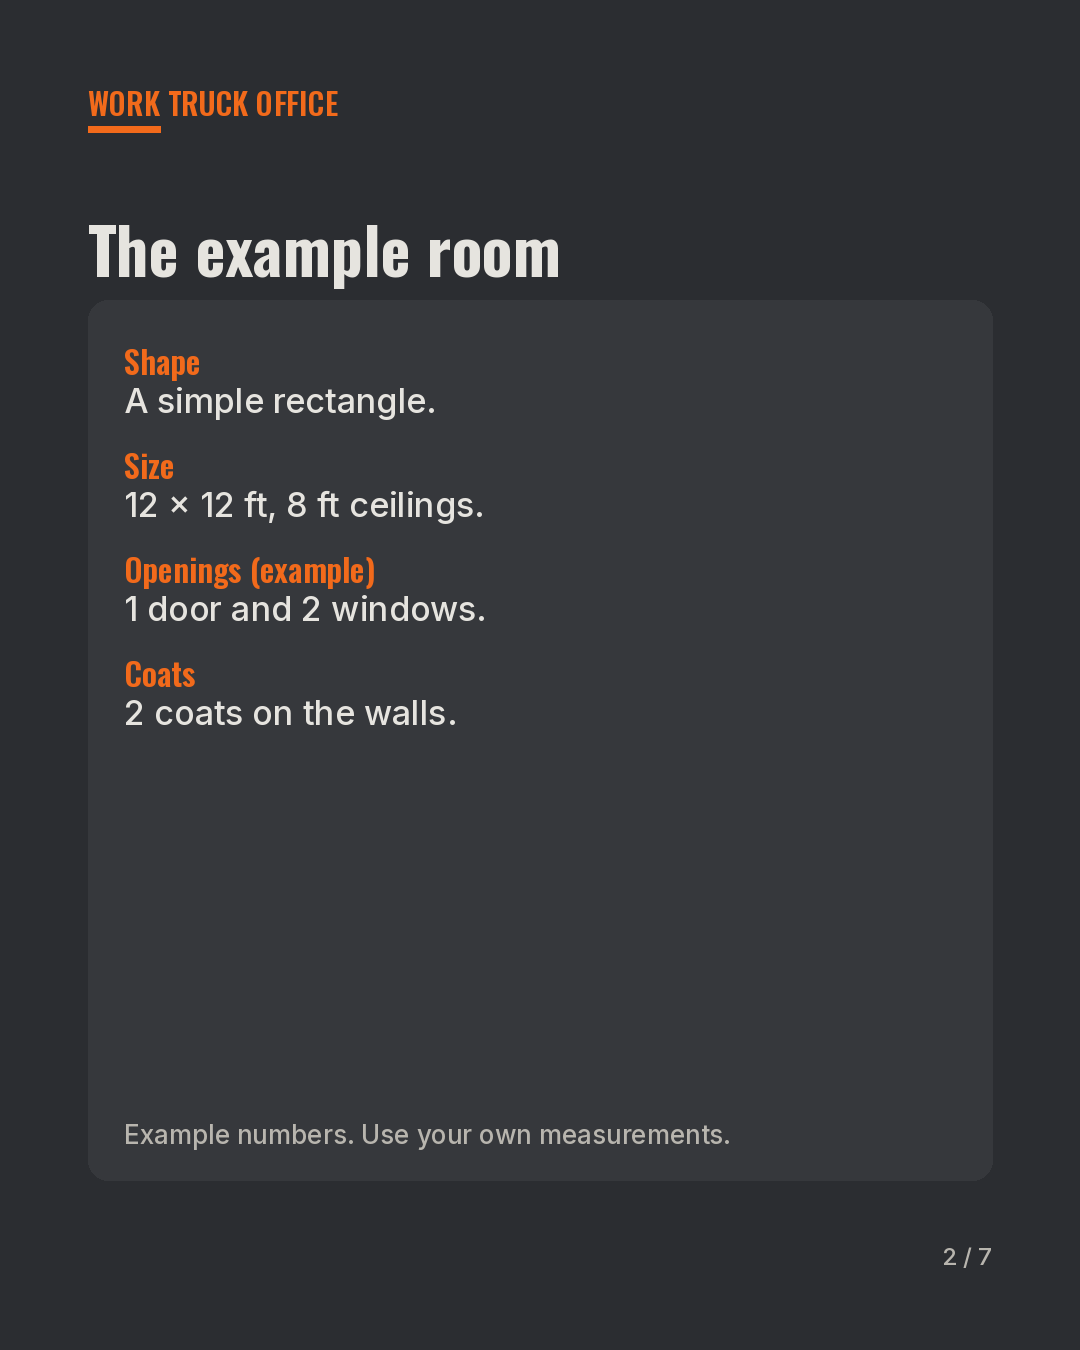 WORK TRUCK OFFICE
The example room
Shape
A simple rectangle.
Size
12 × 12 ft, 8 ft ceilings.
Openings (example)
1 door and 2 windows.
Coats
2 coats on the walls.
Example numbers. Use your own measurements.
2 / 7